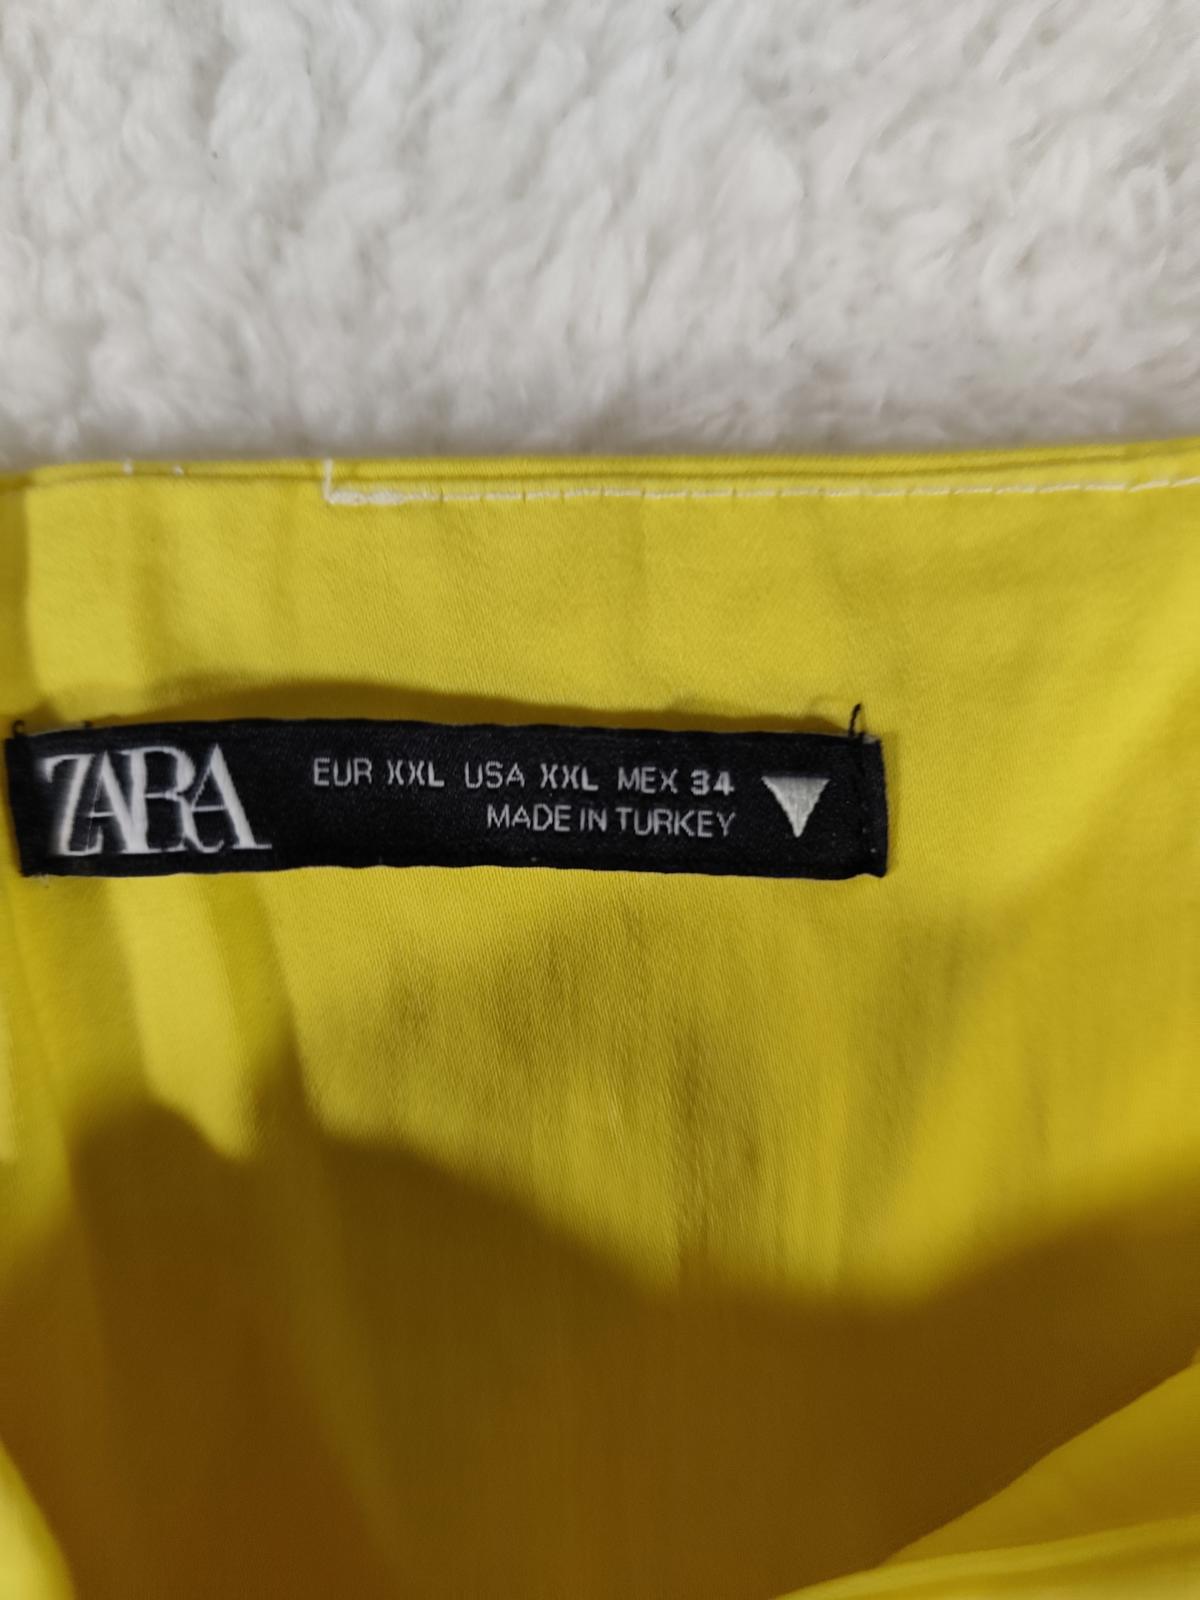 ZARA
EUR XXL USA XXL MEX 34
MADE IN TURKEY